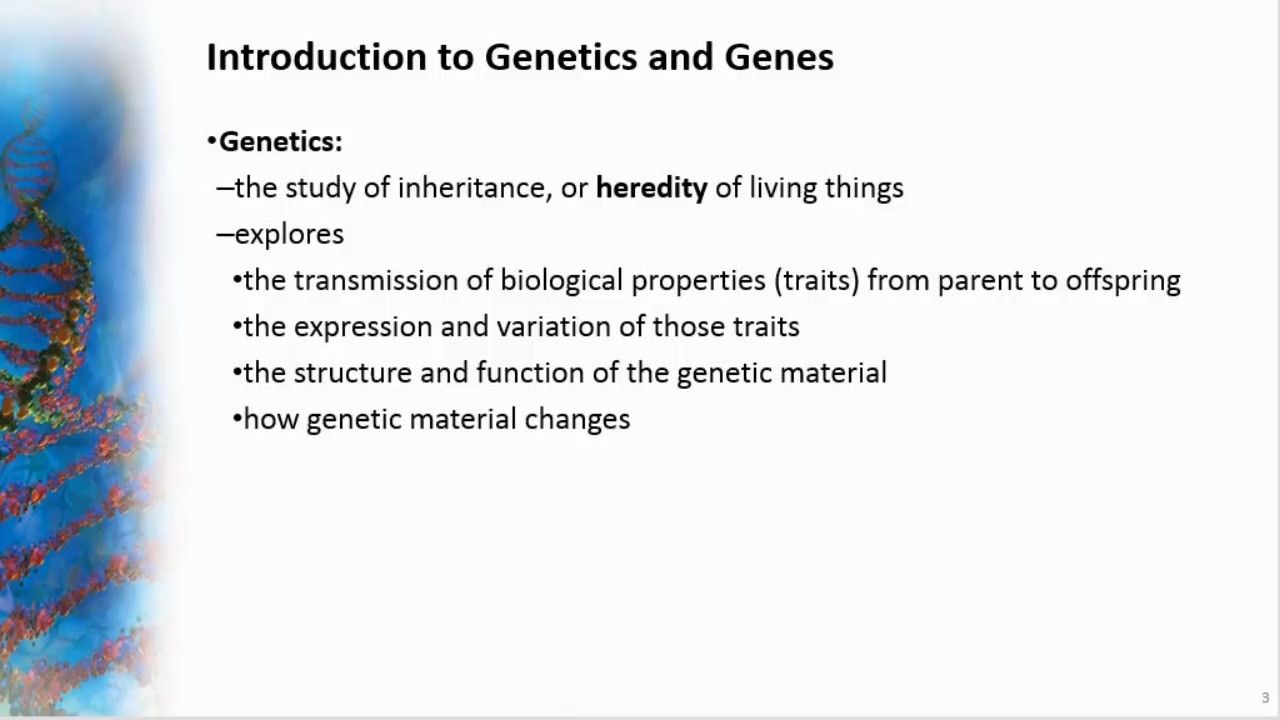 Introduction to Genetics and Genes
•Genetics:
–the study of inheritance, or heredity of living things
–explores
•the transmission of biological properties (traits) from parent to offspring
•the expression and variation of those traits
•the structure and function of the genetic material
•how genetic material changes
3